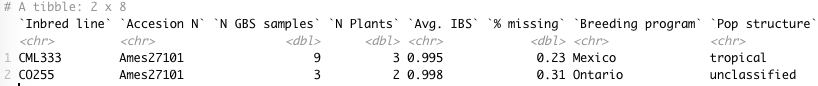 # A tibble: 2 x 8
`Inbred line` `Accesion N` `N GBS samples` `N Plants` `Avg. IBS` `% missing` `Breeding program` `Pop structure`
<chr> <chr> <dbl> <dbl> <chr> <dbl> <chr> <chr>
1 CML333 Ames27101 9 3 0.995 0.23 Mexico tropical
2 CO255 Ames27101 3 2 0.998 0.31 Ontario unclassified